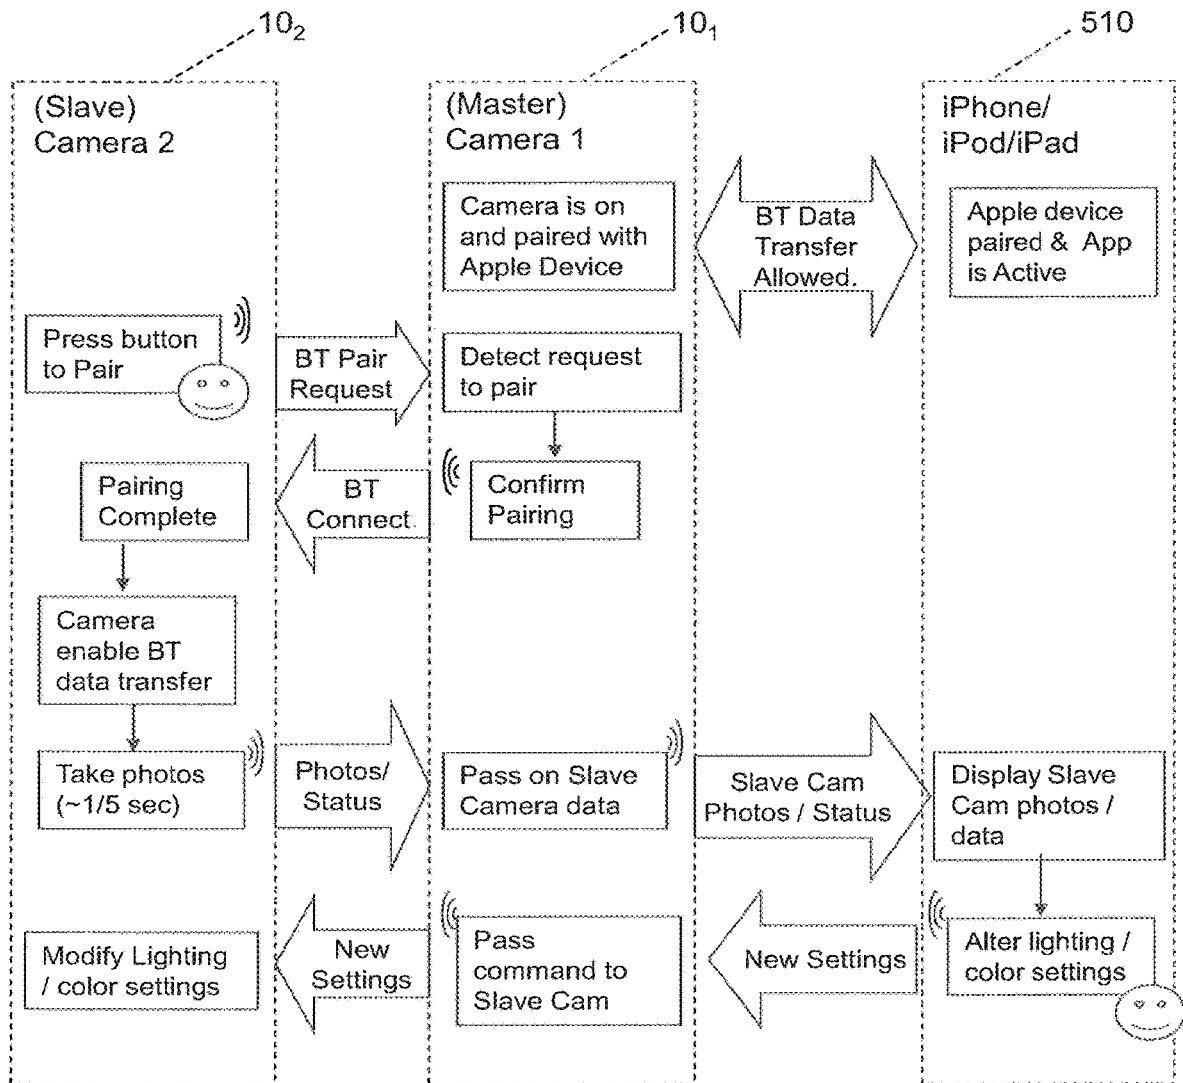 10₂
10₁
510
(Slave)
Camera 2
(Master)
Camera 1
iPhone/
iPod/iPad
Camera is on
and paired with
Apple Device
BT Data
Transfer
Allowed.
Apple device
paired & App
is Active
Press button
to Pair
BT Pair
Request
Detect request
to pair
Pairing
Complete
BT
Connect.
Confirm
Pairing
Camera
enable BT
data transfer
Take photos
(~1/5 sec)
Photos/
Status
Pass on Slave
Camera data
Slave Cam
Photos / Status
Display Slave
Cam photos /
data
Modify Lighting
/ color settings
New
Settings
Pass
command to
Slave Cam
New Settings
Alter lighting /
color settings